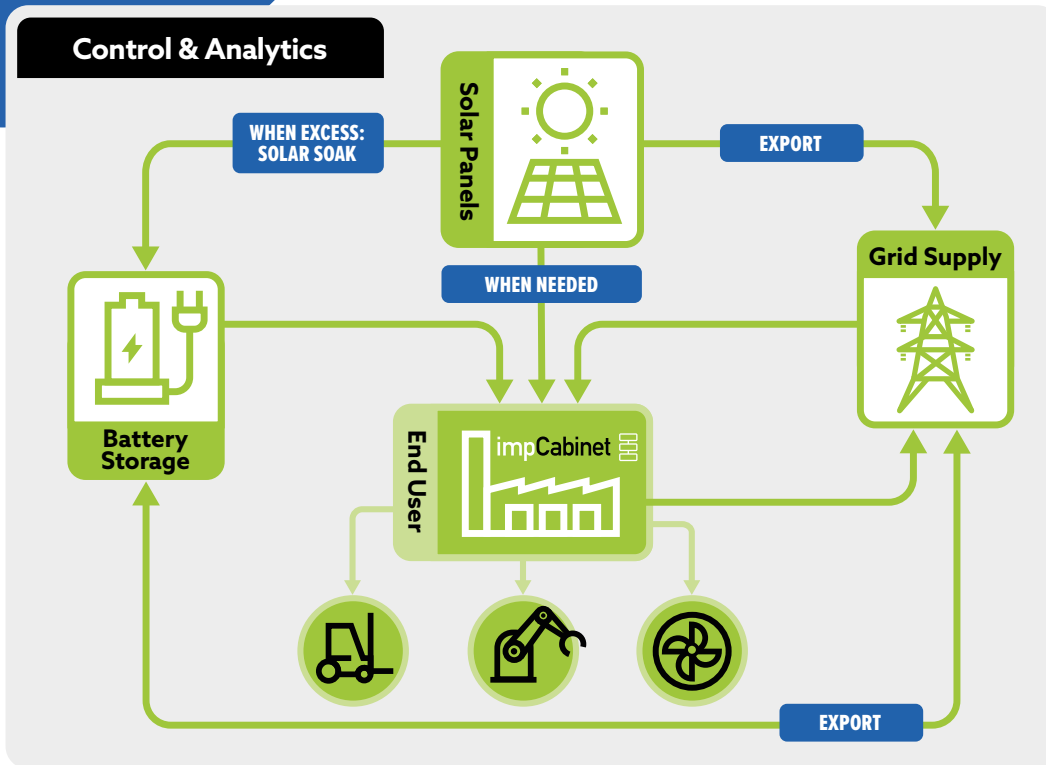 Control & Analytics
Solar Panels
WHEN EXCESS:
SOLAR SOAK
EXPORT
Grid Supply
WHEN NEEDED
Battery
Storage
End User
impCabinet
EXPORT